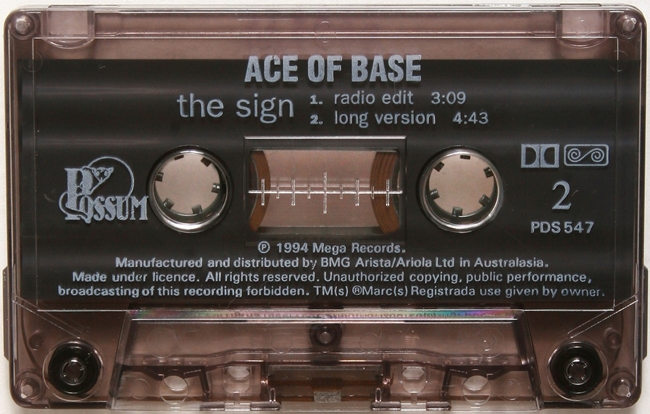 ACE OF BASE
the sign 1. radio edit 3:09
2. long version 4:43
POSSUM
2
PDS 547
℗ 1994 Mega Records.
Manufactured and distributed by BMG Arista/Ariola Ltd in Australasia.
Made under licence. All rights reserved. Unauthorized copying, public performance,
broadcasting of this recording forbidden. TM(s) ®Marc(s) Registrada use given by owner.